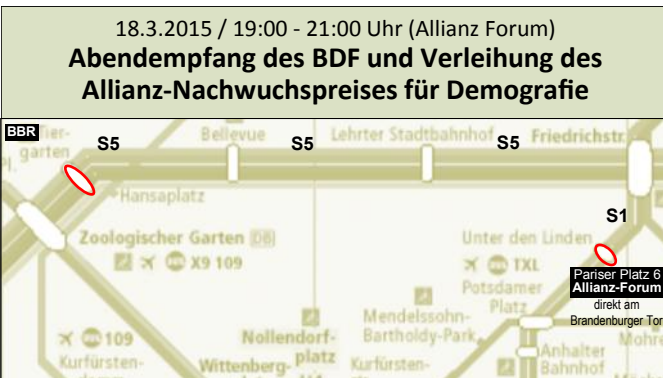 18.3.2015 / 19:00 - 21:00 Uhr (Allianz Forum)
Abendempfang des BDF und Verleihung des
Allianz-Nachwuchspreises für Demografie
BBR
Tier-
garten
S5
Bellevue
S5
Lehrter Stadtbahnhof
S5
Friedrichstr.
Hansaplatz
S1
Zoologischer Garten DB
X9 109
Unter den Linden
TXL
Pariser Platz 6
Allianz-Forum
direkt am
Brandenburger Tor
Potsdamer
Platz
Mendelssohn-
Bartholdy-Park
109
Kurfürsten-
Nollendorf-
platz
Wittenberg-
Kurfürsten-
Anhalter
Bahnhof
Mohre